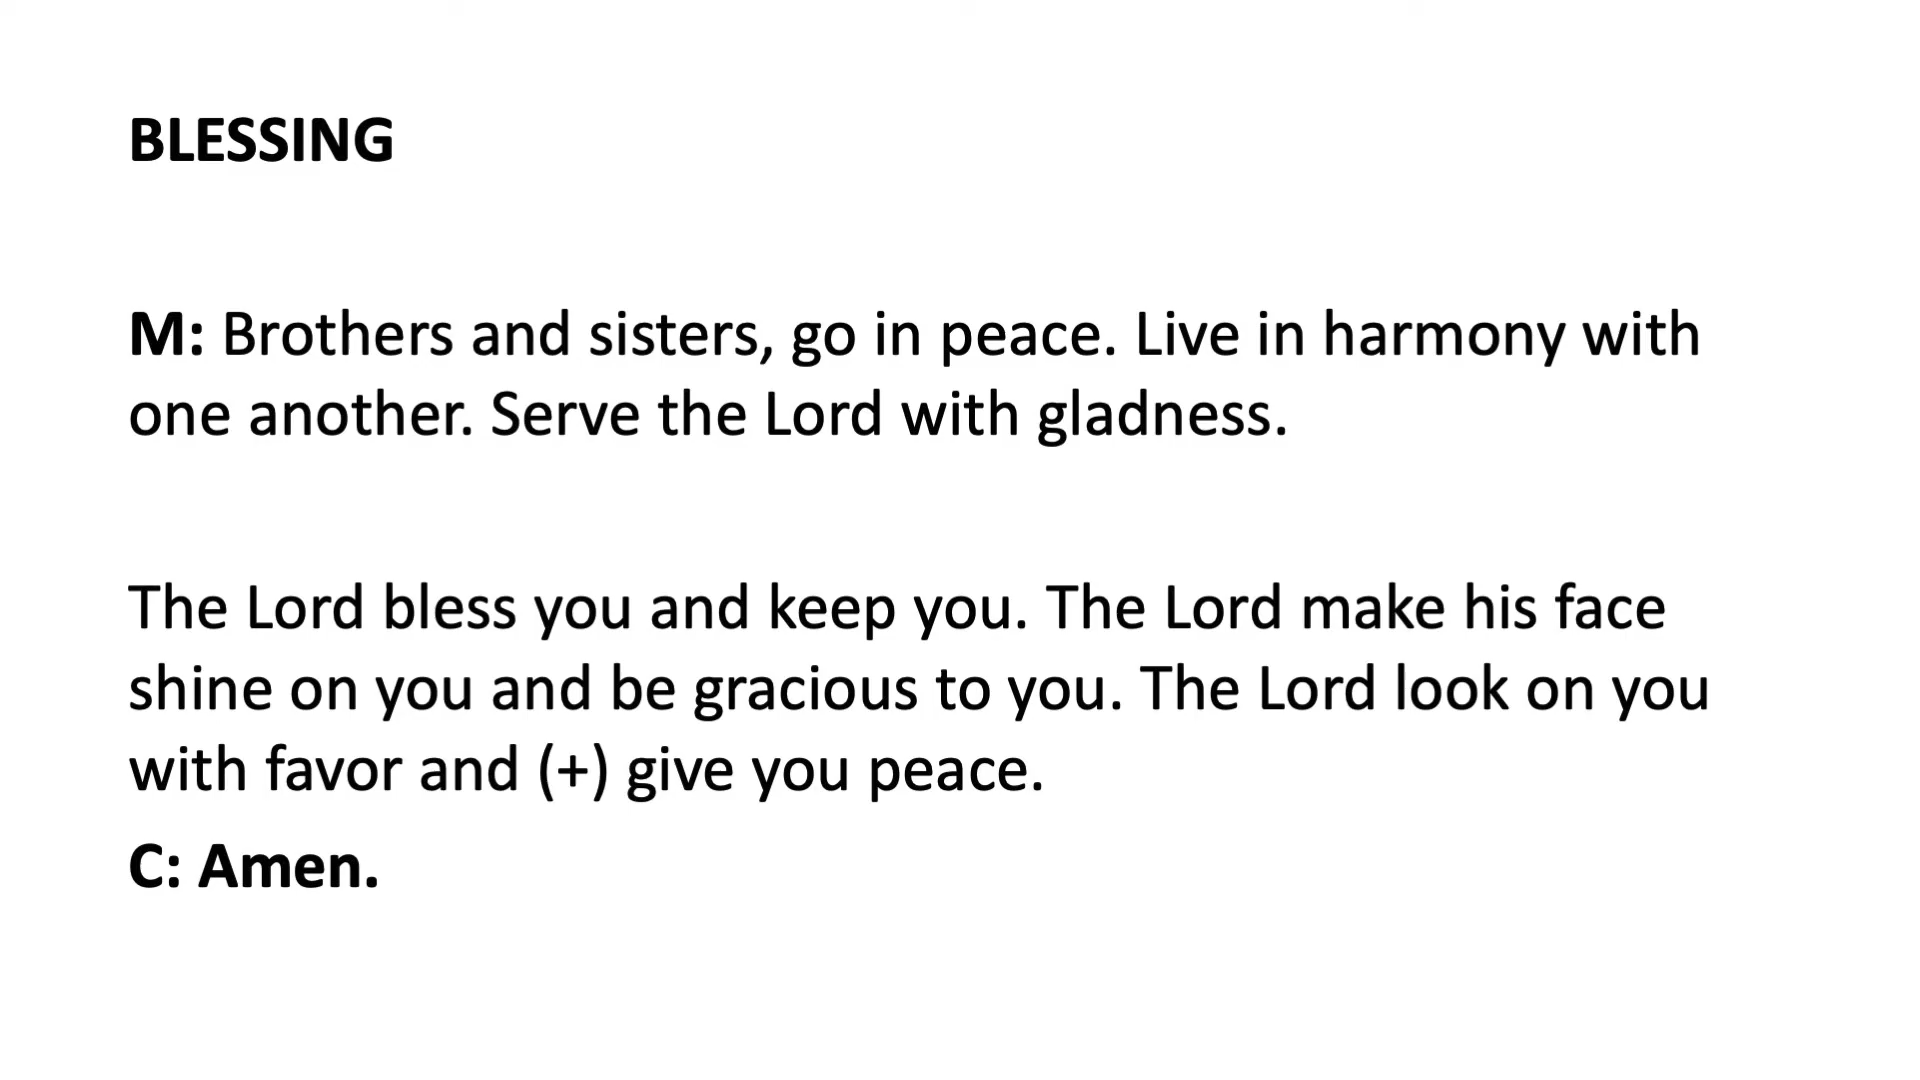 BLESSING
M: Brothers and sisters, go in peace. Live in harmony with
one another. Serve the Lord with gladness.
The Lord bless you and keep you. The Lord make his face
shine on you and be gracious to you. The Lord look on you
with favor and (+) give you peace.
C: Amen.